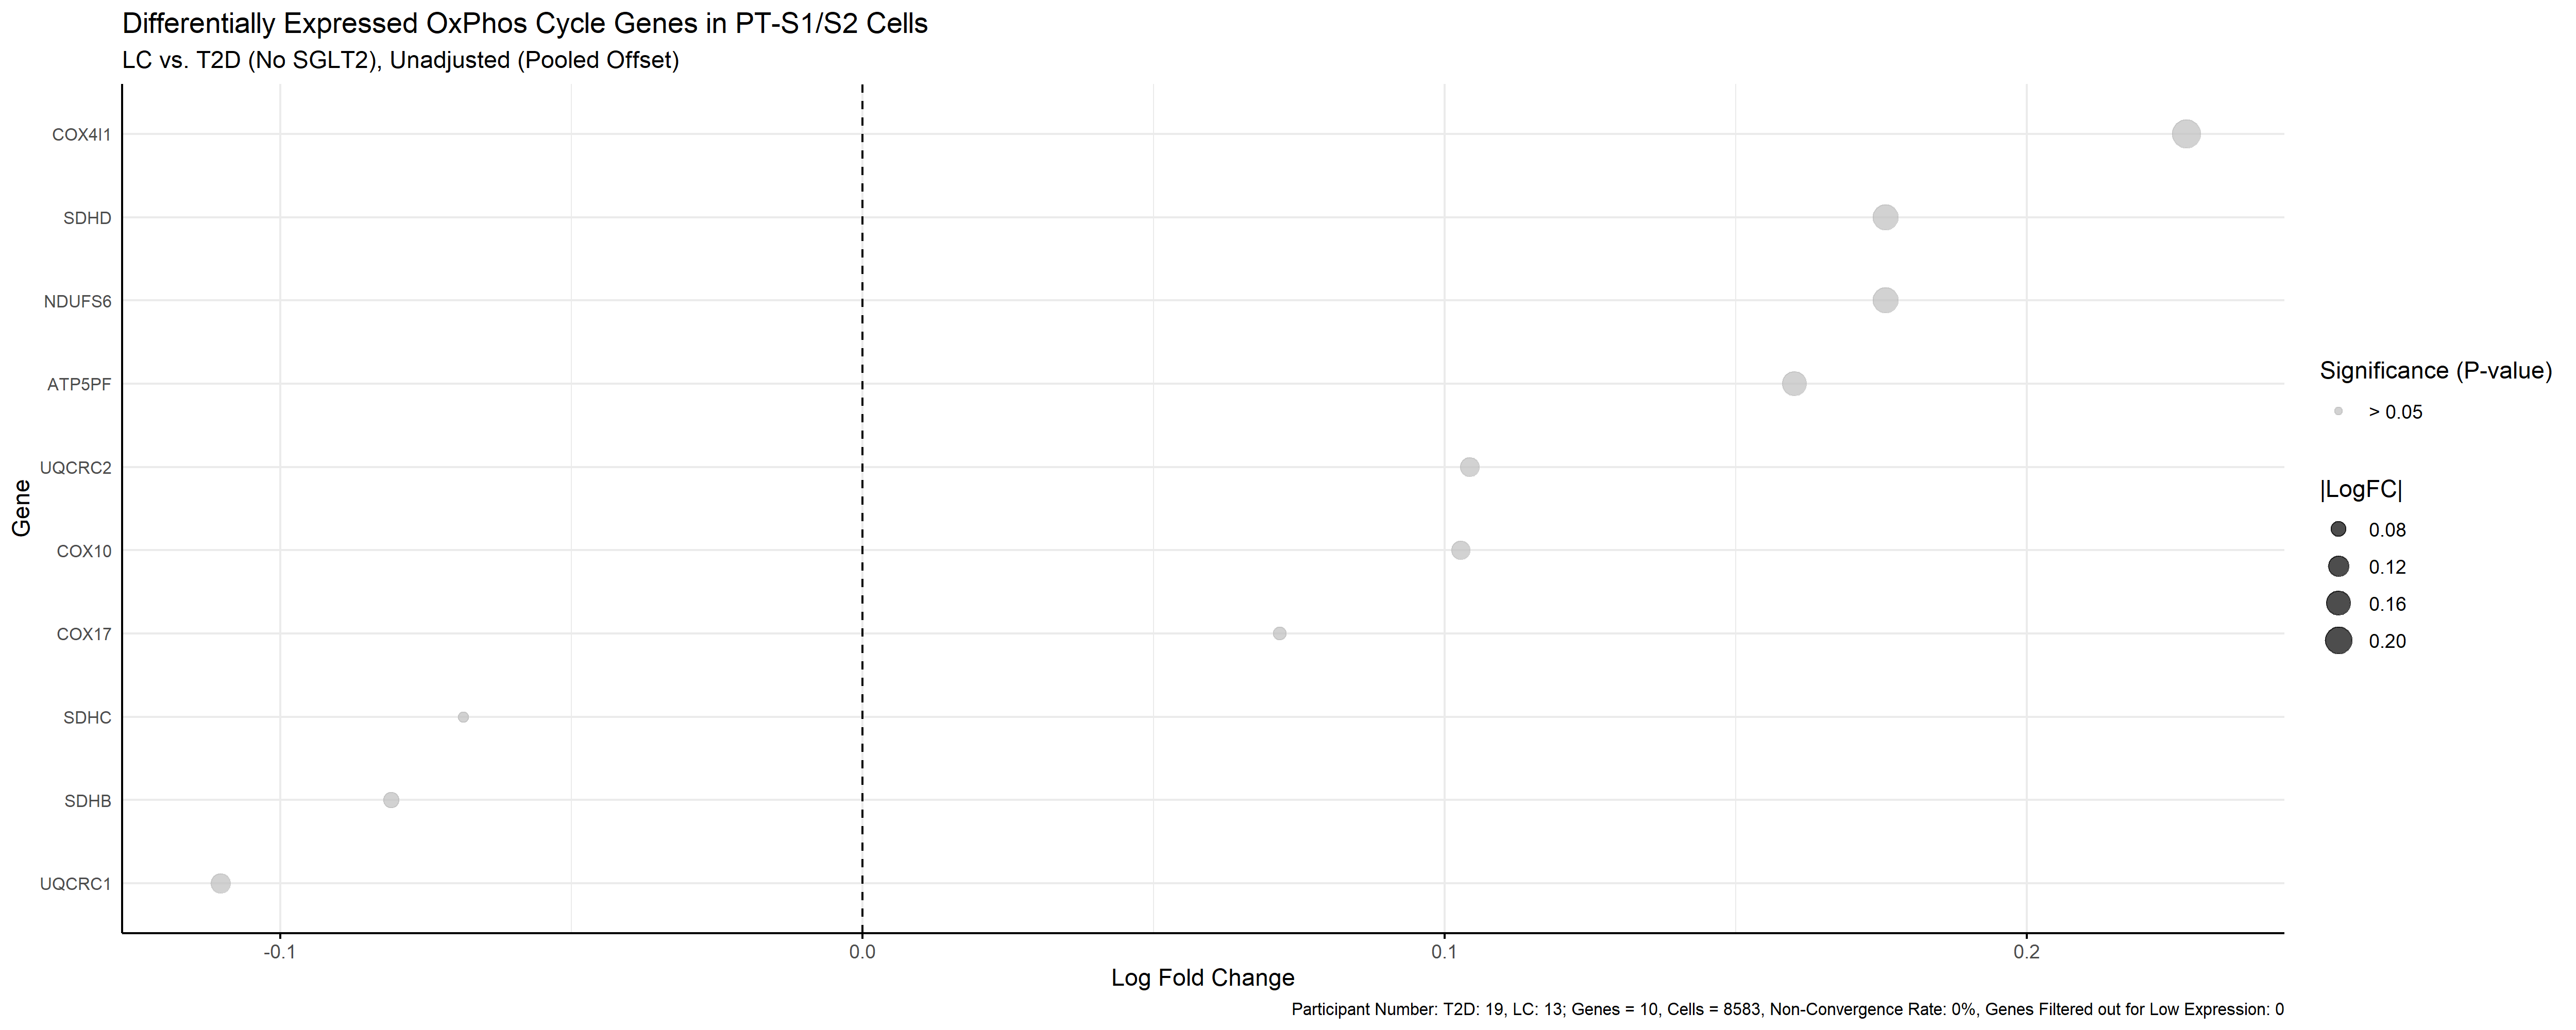 Differentially Expressed OxPhos Cycle Genes in PT-S1/S2 Cells
LC vs. T2D (No SGLT2), Unadjusted (Pooled Offset)
Gene
COX4I1
SDHD
NDUFS6
ATP5PF
UQCRC2
COX10
COX17
SDHC
SDHB
UQCRC1
-0.1
0.0
0.1
0.2
Log Fold Change
Significance (P-value)
> 0.05
|LogFC|
0.08
0.12
0.16
0.20
Participant Number: T2D: 19, LC: 13; Genes = 10, Cells = 8583, Non-Convergence Rate: 0%, Genes Filtered out for Low Expression: 0